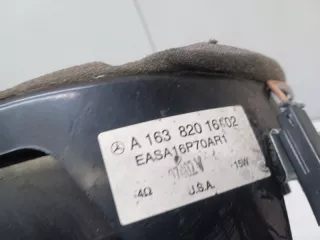 A 163 820 16 02
EASA16P70AR1
4Ω U.S.A. 15W